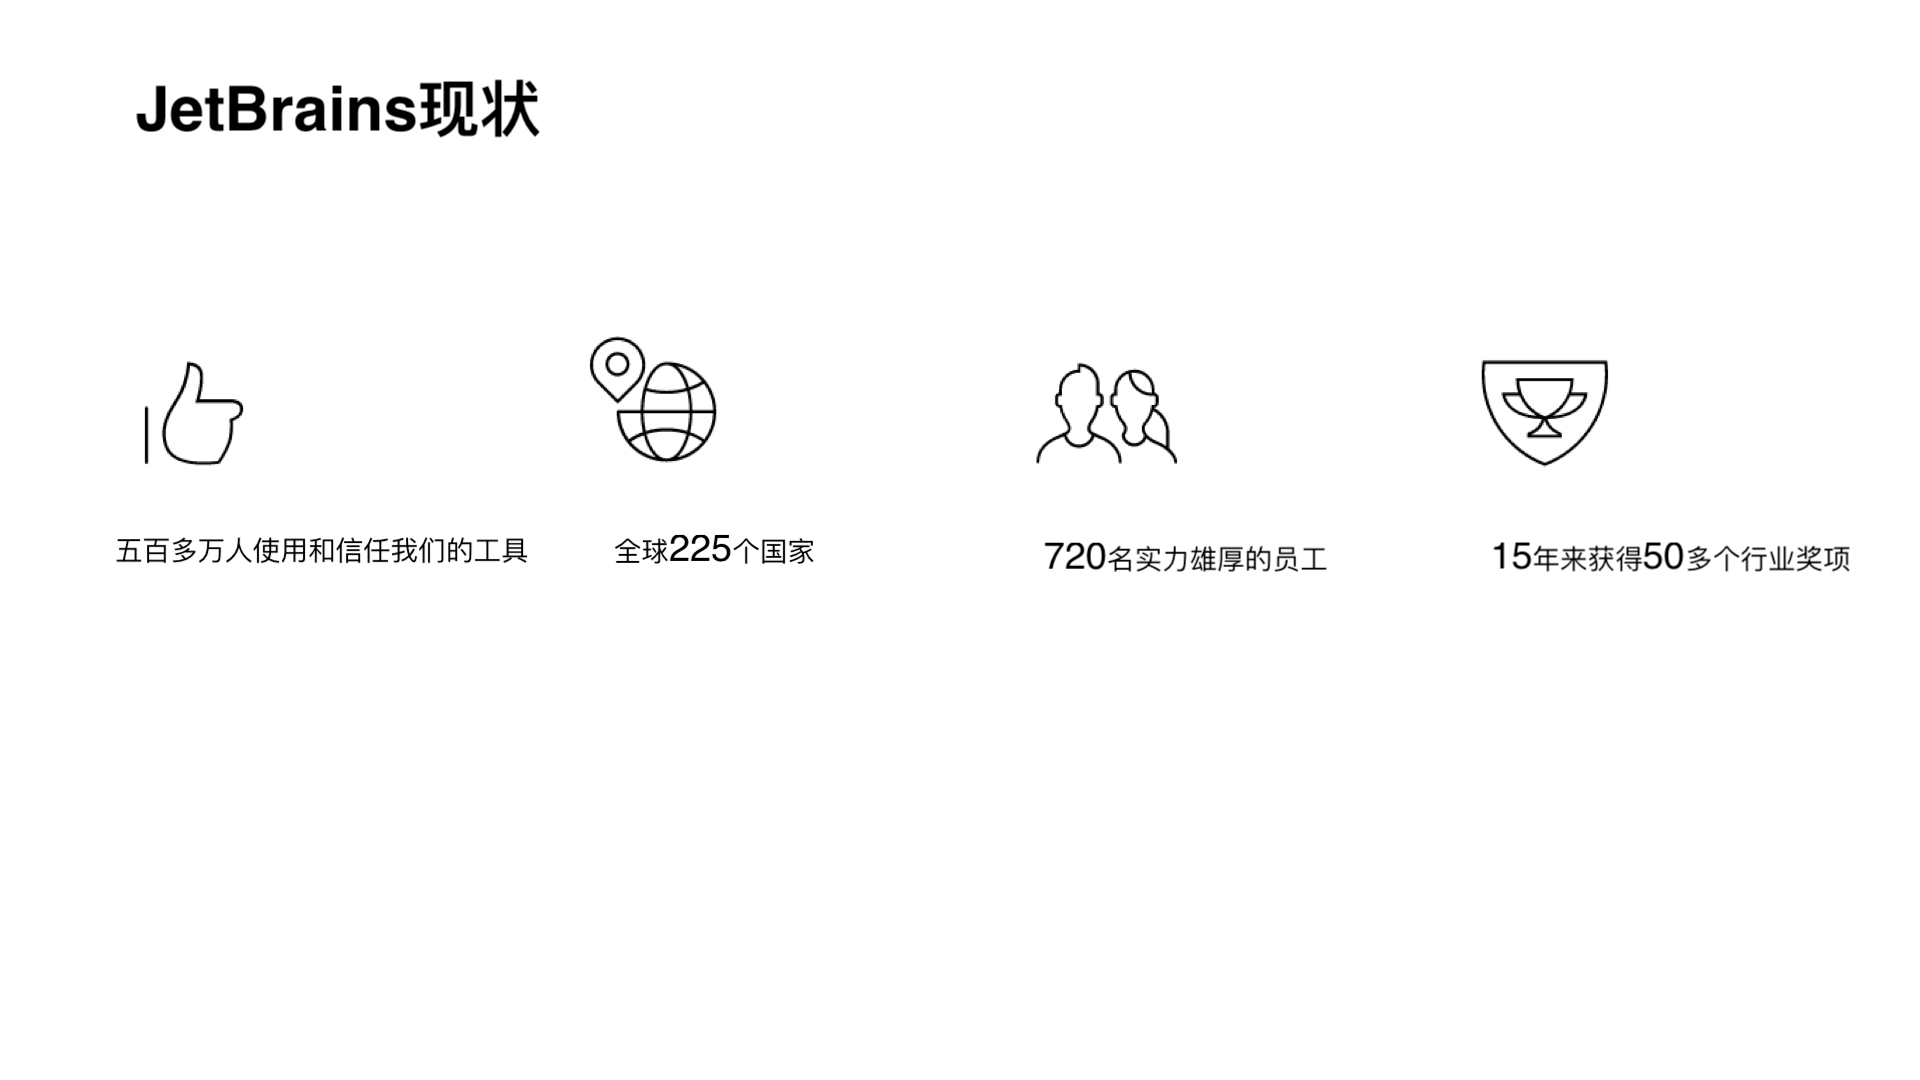 JetBrains现状
五百多万人使用和信任我们的工具
全球225个国家
720名实力雄厚的员工
15年来获得50多个行业奖项